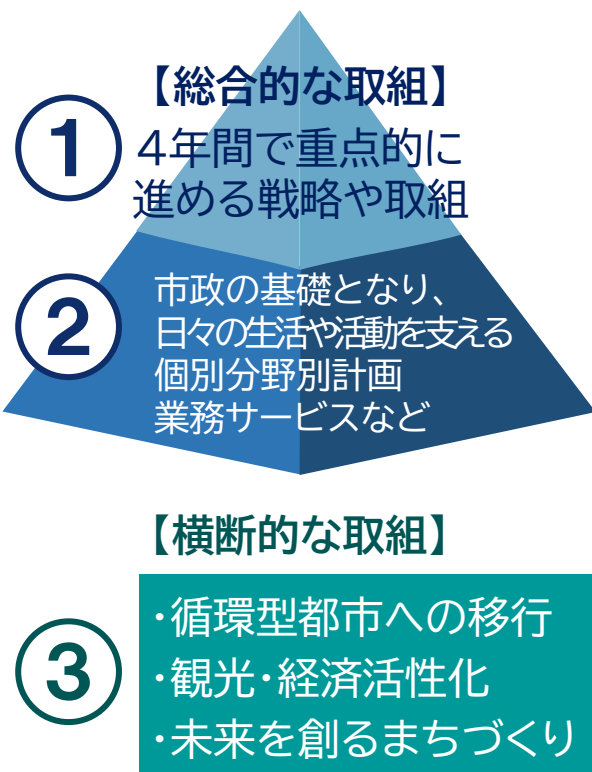 【総合的な取組】
①
4年間で重点的に
進める戦略や取組
②
市政の基礎となり、
日々の生活や活動を支える
個別分野別計画
業務サービスなど
【横断的な取組】
③
・循環型都市への移行
・観光・経済活性化
・未来を創るまちづくり